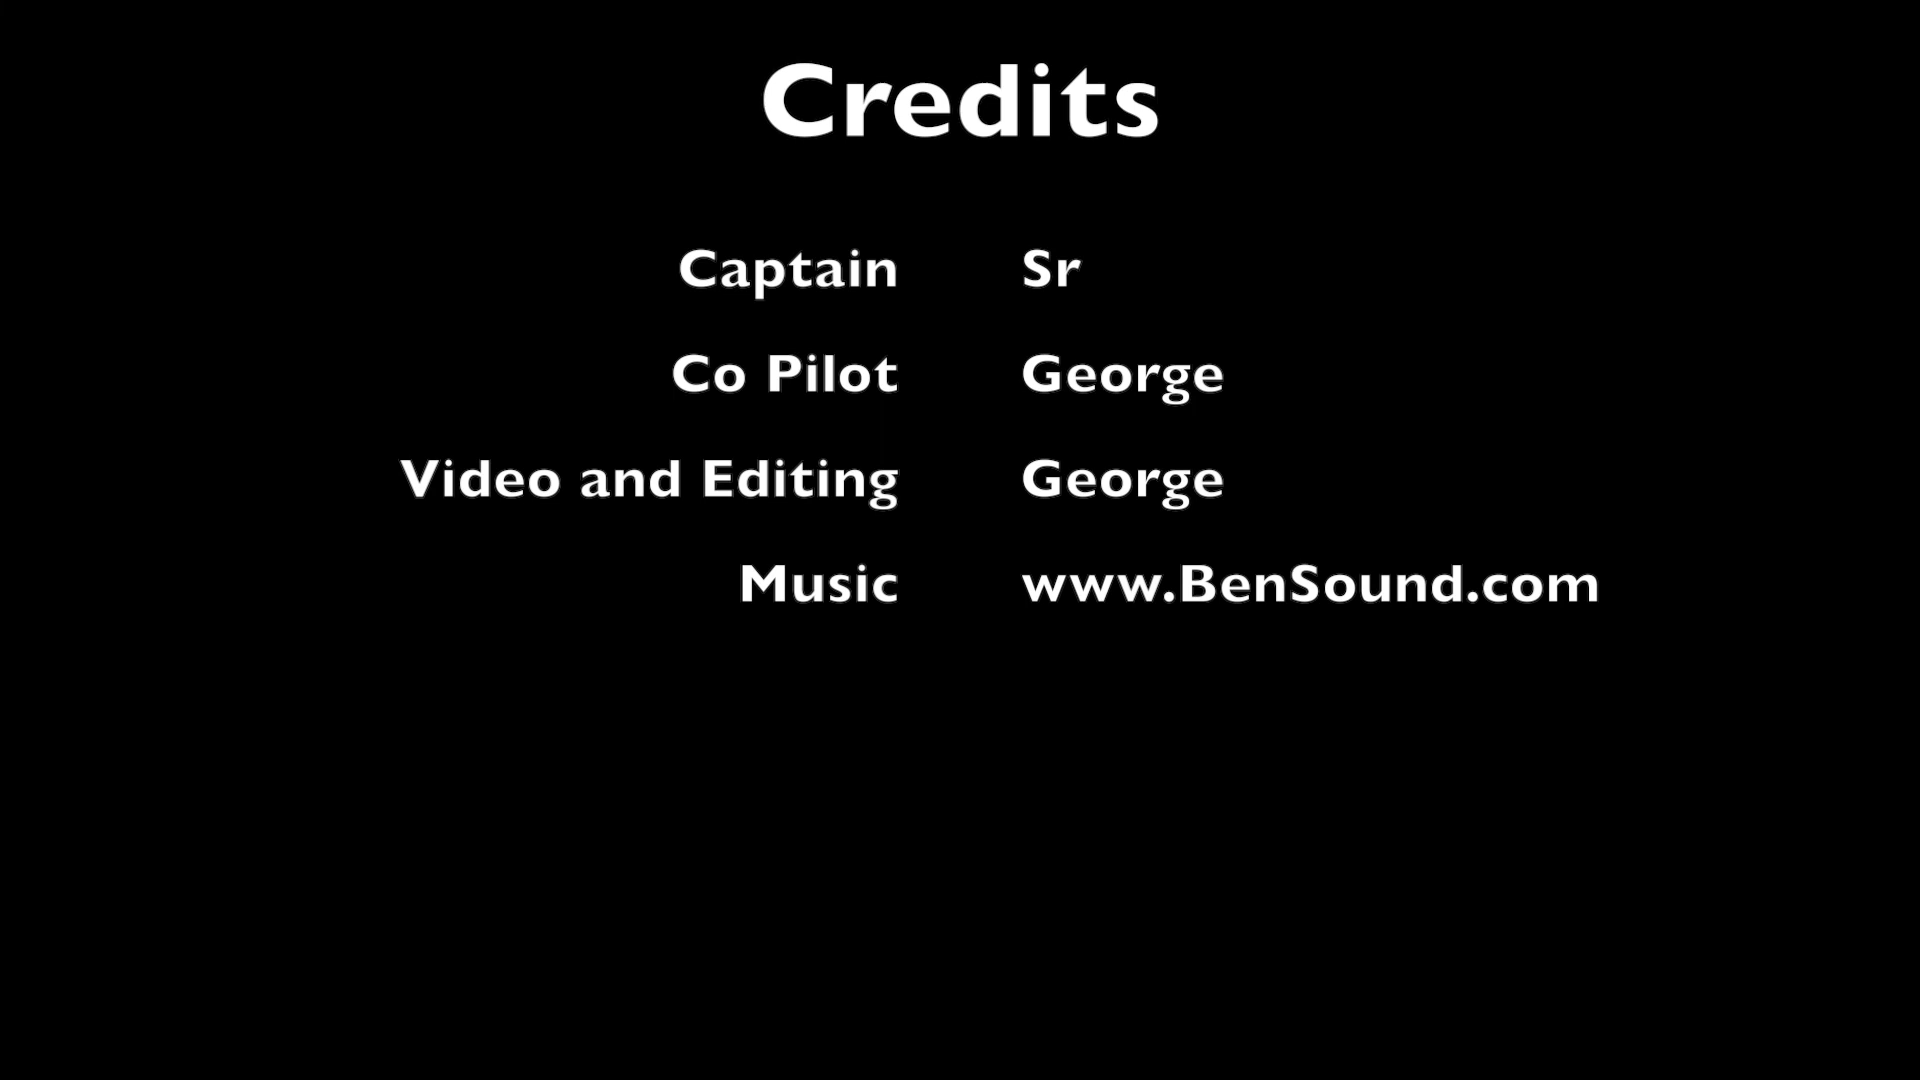 Credits
Captain Sr
Co Pilot George
Video and Editing George
Music www.BenSound.com